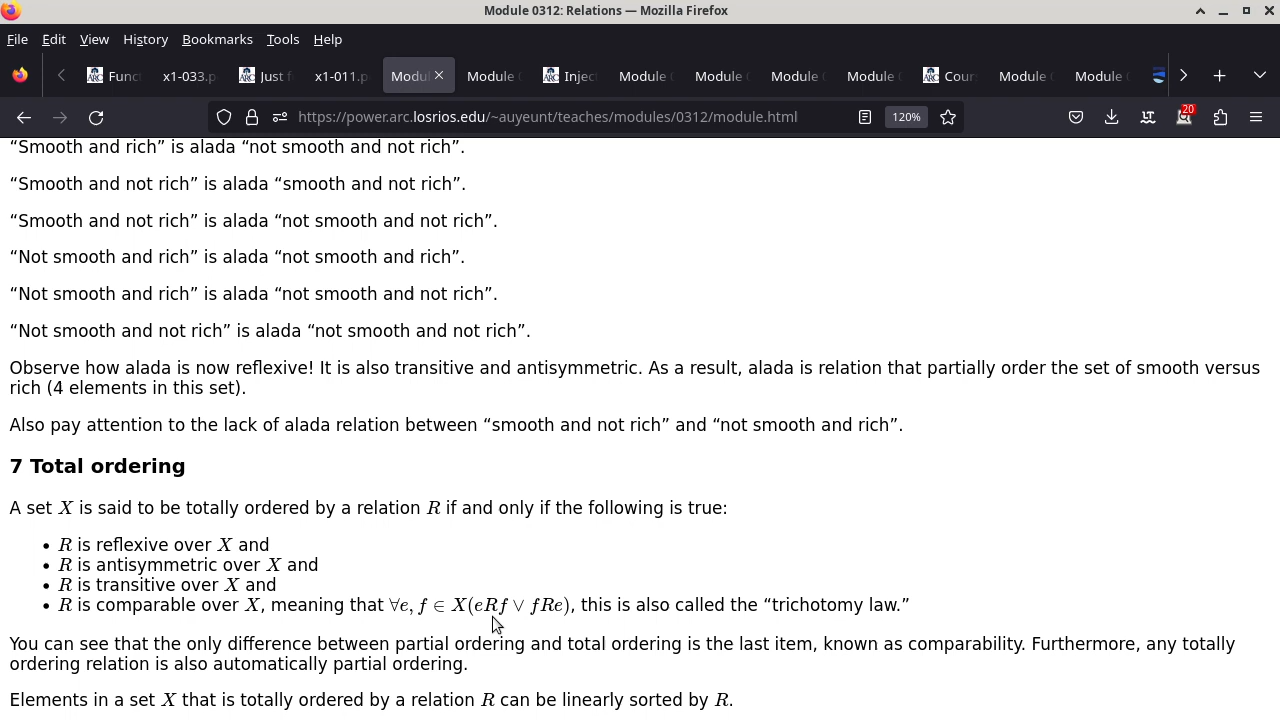 Module 0312: Relations — Mozilla Firefox
File Edit View History Bookmarks Tools Help
Funct x1-033.p Just f x1-011.p Modul Module Injec Module Module Module Module Cour Module Module
https://power.arc.losrios.edu/~auyeunt/teaches/modules/0312/module.html 120% 20
“Smooth and rich” is alada “not smooth and not rich”.
“Smooth and not rich” is alada “smooth and not rich”.
“Smooth and not rich” is alada “not smooth and not rich”.
“Not smooth and rich” is alada “not smooth and rich”.
“Not smooth and rich” is alada “not smooth and not rich”.
“Not smooth and not rich” is alada “not smooth and not rich”.
Observe how alada is now reflexive! It is also transitive and antisymmetric. As a result, alada is relation that partially order the set of smooth versus
rich (4 elements in this set).
Also pay attention to the lack of alada relation between “smooth and not rich” and “not smooth and rich”.
7 Total ordering
A set X is said to be totally ordered by a relation R if and only if the following is true:
• R is reflexive over X and
• R is antisymmetric over X and
• R is transitive over X and
• R is comparable over X, meaning that ∀e, f ∈ X(eRf ∨ fRe), this is also called the “trichotomy law.”
You can see that the only difference between partial ordering and total ordering is the last item, known as comparability. Furthermore, any totally
ordering relation is also automatically partial ordering.
Elements in a set X that is totally ordered by a relation R can be linearly sorted by R.